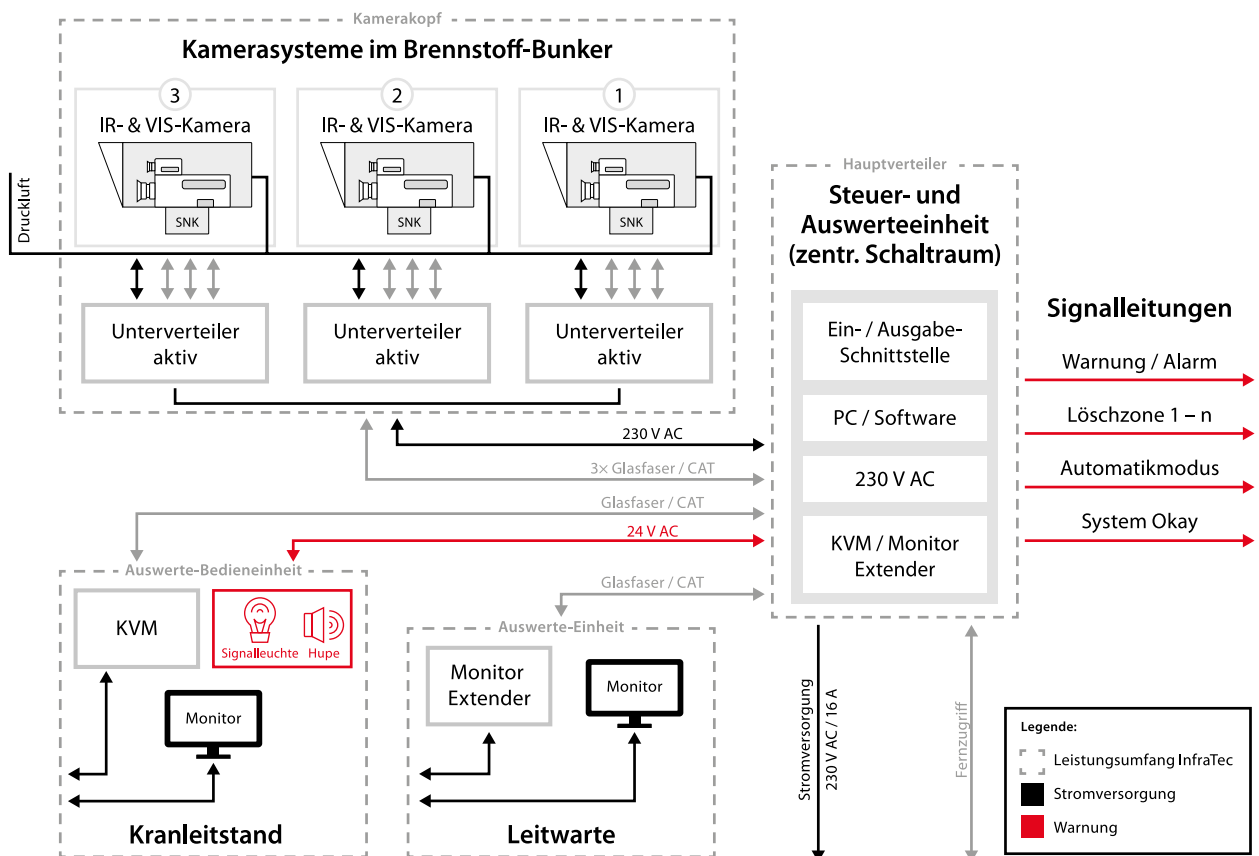 Kamerakopf
Kamerasysteme im Brennstoff-Bunker
3
IR- & VIS-Kamera
SNK
2
IR- & VIS-Kamera
SNK
1
IR- & VIS-Kamera
SNK
Druckluft
Unterverteiler
aktiv
Unterverteiler
aktiv
Unterverteiler
aktiv
230 V AC
3× Glasfaser / CAT
Glasfaser / CAT
24 V AC
Glasfaser / CAT
Hauptverteiler
Steuer- und
Auswerteeinheit
(zentr. Schaltraum)
Ein- / Ausgabe-
Schnittstelle
PC / Software
230 V AC
KVM / Monitor
Extender
Signalleitungen
Warnung / Alarm
Löschzone 1 – n
Automatikmodus
System Okay
Auswerte-Bedieneinheit
KVM
Signalleuchte
Hupe
Monitor
Kranleitstand
Auswerte-Einheit
Monitor
Extender
Monitor
Leitwarte
Stromversorgung
230 V AC / 16 A
Fernzugriff
Legende:
Leistungsumfang InfraTec
Stromversorgung
Warnung